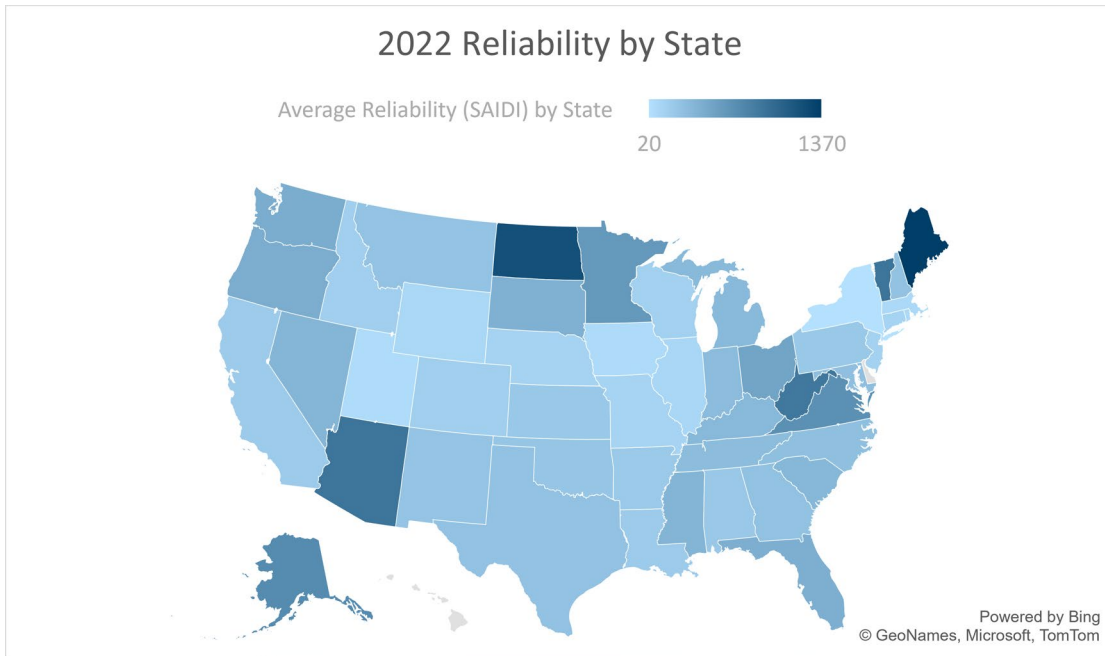 2022 Reliability by State
Average Reliability (SAIDI) by State
20 1370
Powered by Bing
© GeoNames, Microsoft, TomTom